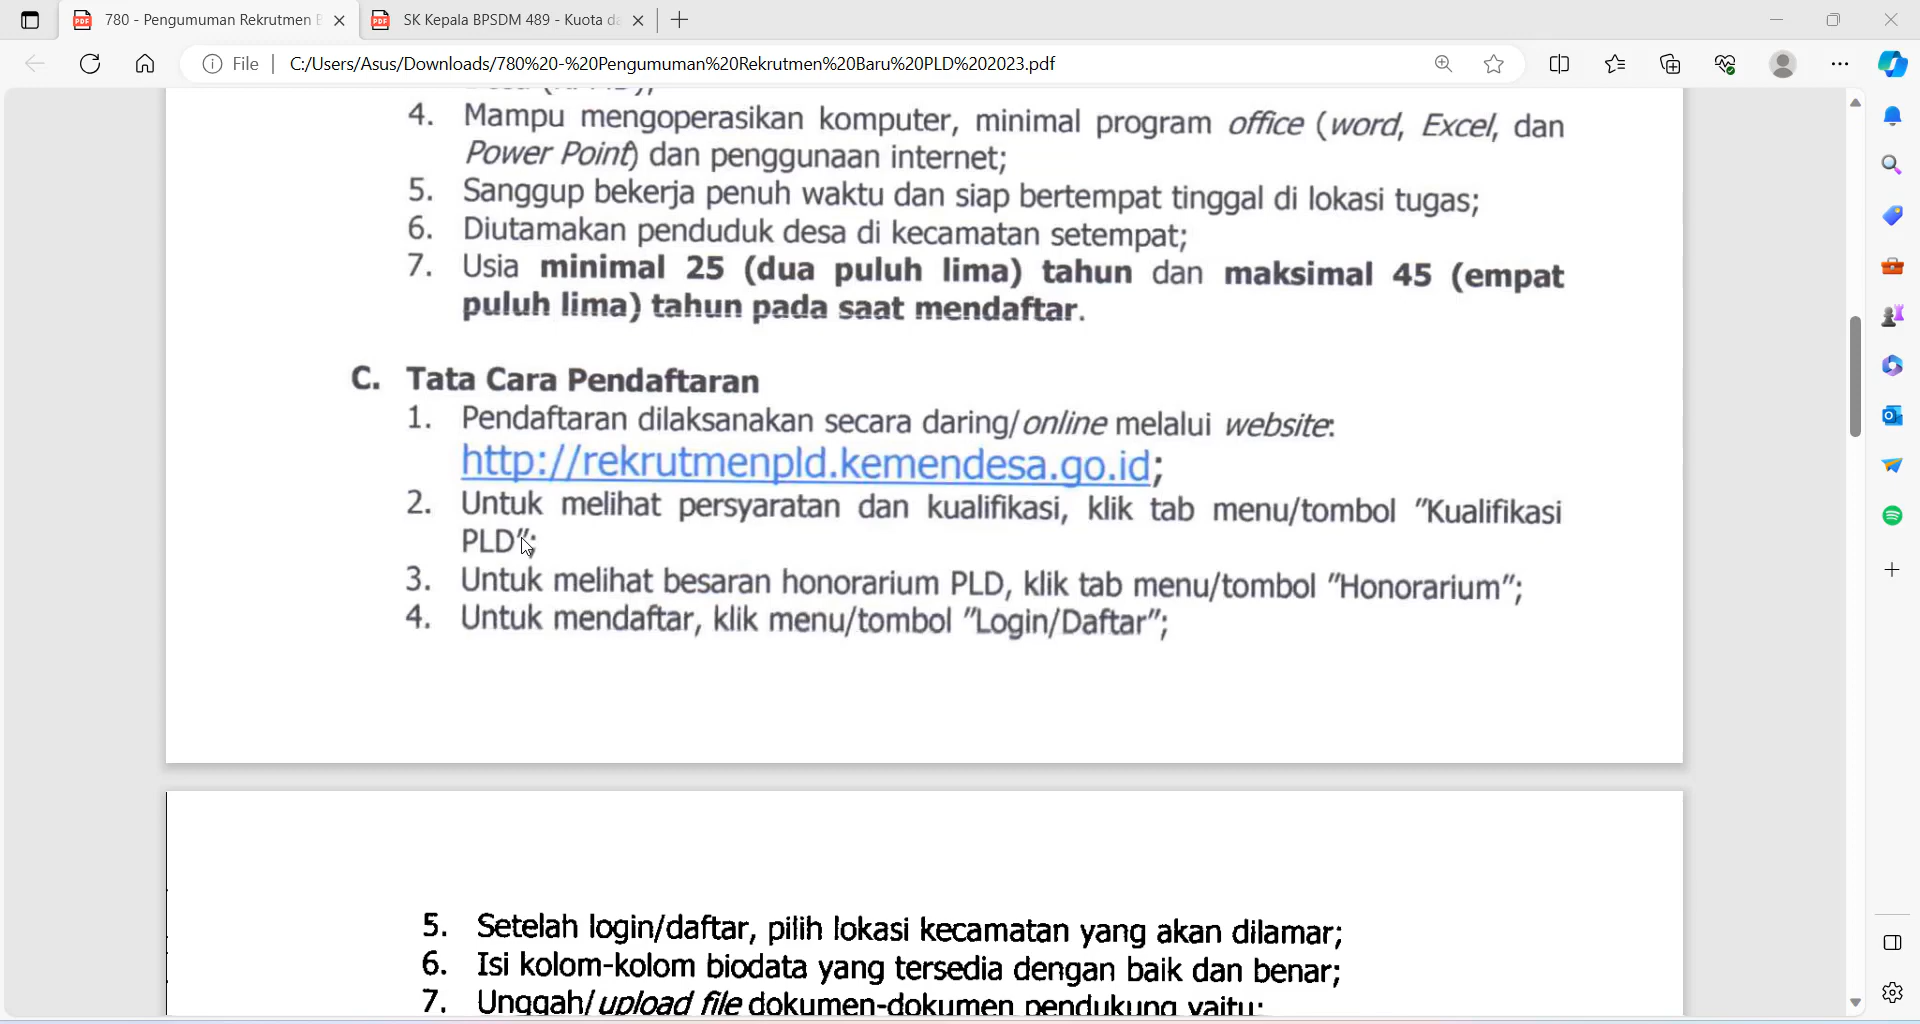 780 - Pengumuman Rekrutmen
SK Kepala BPSDM 489 - Kuota
File
C:/Users/Asus/Downloads/780%20-%20Pengumuman%20Rekrutmen%20Baru%20PLD%202023.pdf
4. Mampu mengoperasikan komputer, minimal program office (word, Excel, dan
Power Point) dan penggunaan internet;
5. Sanggup bekerja penuh waktu dan siap bertempat tinggal di lokasi tugas;
6. Diutamakan penduduk desa di kecamatan setempat;
7. Usia minimal 25 (dua puluh lima) tahun dan maksimal 45 (empat
puluh lima) tahun pada saat mendaftar.
C. Tata Cara Pendaftaran
1. Pendaftaran dilaksanakan secara daring/online melalui website:
http://rekrutmenpld.kemendesa.go.id;
2. Untuk melihat persyaratan dan kualifikasi, klik tab menu/tombol "Kualifikasi
PLD";
3. Untuk melihat besaran honorarium PLD, klik tab menu/tombol "Honorarium";
4. Untuk mendaftar, klik menu/tombol "Login/Daftar";
5. Setelah login/daftar, pilih lokasi kecamatan yang akan dilamar;
6. Isi kolom-kolom biodata yang tersedia dengan baik dan benar;
7. Unggah/upload file dokumen-dokumen pendukung yaitu: